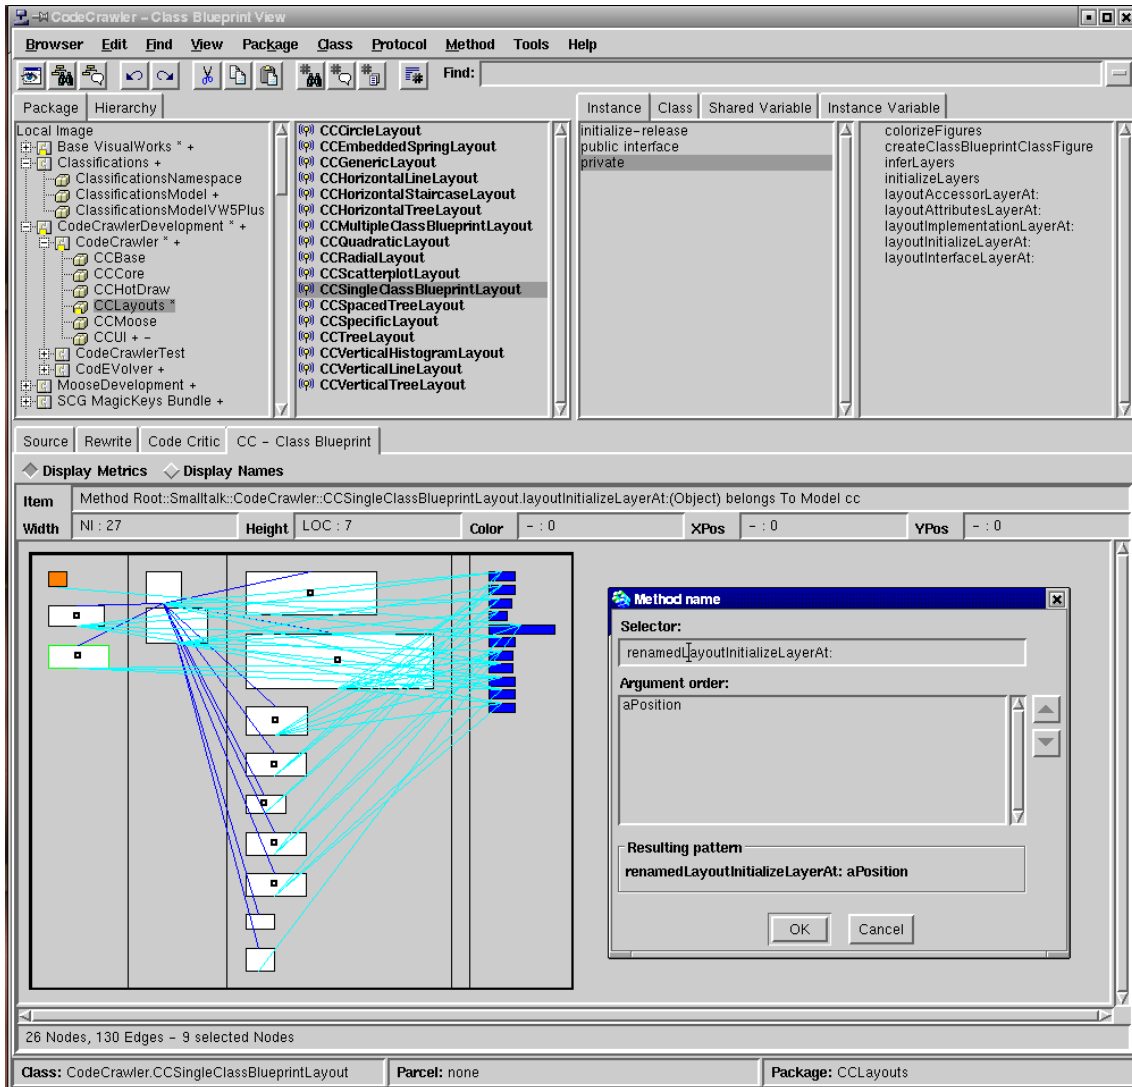 CodeCrawler – Class Blueprint View
Browser Edit Find View Package Class Protocol Method Tools Help
Find:
Package Hierarchy
Local Image
Base VisualWorks * +
Classifications +
ClassificationsNamespace
ClassificationsModel +
ClassificationsModelVW5Plus
CodeCrawlerDevelopment * +
CodeCrawler * +
CCBase
CCCore
CCHotDraw
CCLayouts *
CCMoose
CCUI + –
CodeCrawlerTest
CodEVolver +
MooseDevelopment +
SCG MagicKeys Bundle +
CCCircleLayout
CCEmbeddedSpringLayout
CCGenericLayout
CCHorizontalLineLayout
CCHorizontalStaircaseLayout
CCHorizontalTreeLayout
CCMultipleClassBlueprintLayout
CCQuadraticLayout
CCRadialLayout
CCScatterplotLayout
CCSingleClassBlueprintLayout
CCSpacedTreeLayout
CCSpecificLayout
CCTreeLayout
CCVerticalHistogramLayout
CCVerticalLineLayout
CCVerticalTreeLayout
Instance Class Shared Variable Instance Variable
initialize–release
public interface
private
colorizeFigures
createClassBlueprintClassFigure
inferLayers
initializeLayers
layoutAccessorLayerAt:
layoutAttributesLayerAt:
layoutImplementationLayerAt:
layoutInitializeLayerAt:
layoutInterfaceLayerAt:
Source Rewrite Code Critic CC – Class Blueprint
Display Metrics Display Names
Item Method Root::Smalltalk::CodeCrawler::CCSingleClassBlueprintLayout.layoutInitializeLayerAt:(Object) belongs To Model cc
Width NI : 27 Height LOC : 7 Color – : 0 XPos – : 0 YPos – : 0
Method name
Selector:
renamedLayoutInitializeLayerAt:
Argument order:
aPosition
Resulting pattern
renamedLayoutInitializeLayerAt: aPosition
OK Cancel
26 Nodes, 130 Edges – 9 selected Nodes
Class: CodeCrawler.CCSingleClassBlueprintLayout Parcel: none Package: CCLayouts